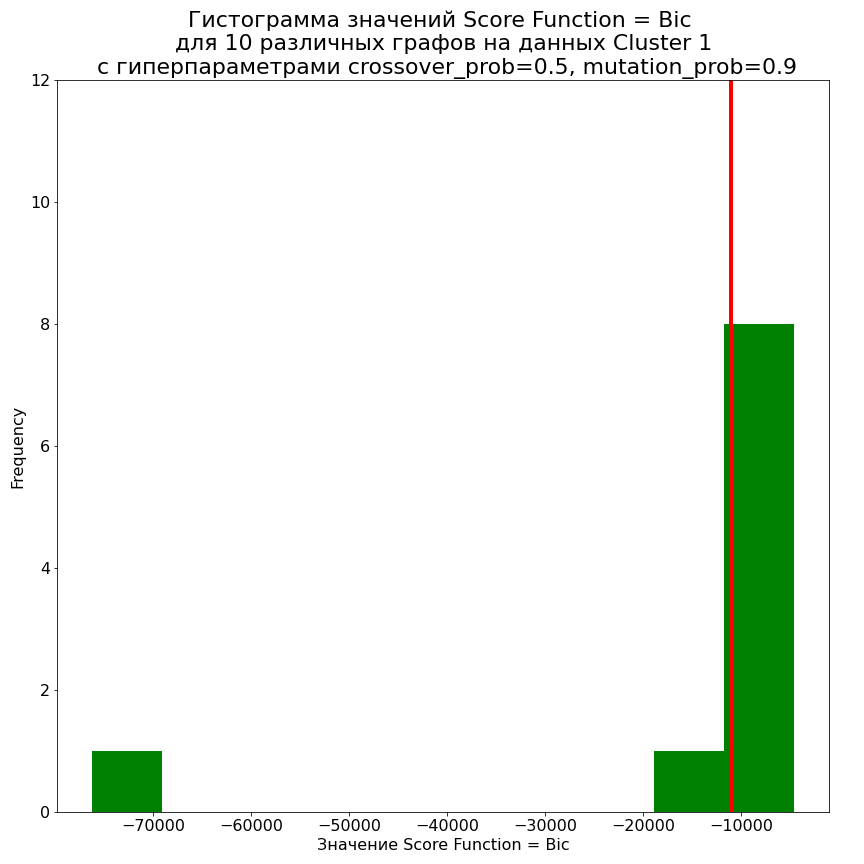 Гистограмма значений Score Function = Bic
для 10 различных графов на данных Cluster 1
с гиперпараметрами crossover_prob=0.5, mutation_prob=0.9
12
10
8
6
4
2
0
Frequency
−70000 −60000 −50000 −40000 −30000 −20000 −10000
Значение Score Function = Bic